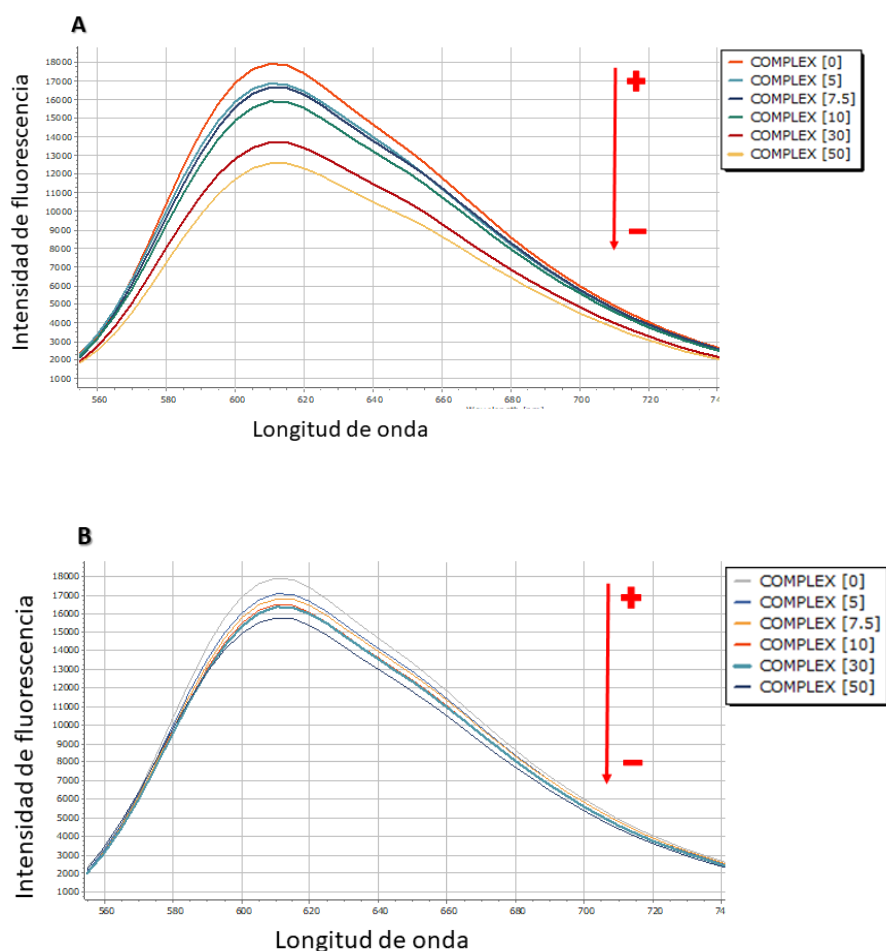 A
Intensidad de fluorescencia
18000
17000
16000
15000
14000
13000
12000
11000
10000
9000
8000
7000
6000
5000
4000
3000
2000
1000
560 580 600 620 640 660 680 700 720 74
Longitud de onda
COMPLEX [0]
COMPLEX [5]
COMPLEX [7.5]
COMPLEX [10]
COMPLEX [30]
COMPLEX [50]
+
-
B
Intensidad de fluorescencia
18000
17000
16000
15000
14000
13000
12000
11000
10000
9000
8000
7000
6000
5000
4000
3000
2000
1000
560 580 600 620 640 660 680 700 720 74
Longitud de onda
COMPLEX [0]
COMPLEX [5]
COMPLEX [7.5]
COMPLEX [10]
COMPLEX [30]
COMPLEX [50]
+
-